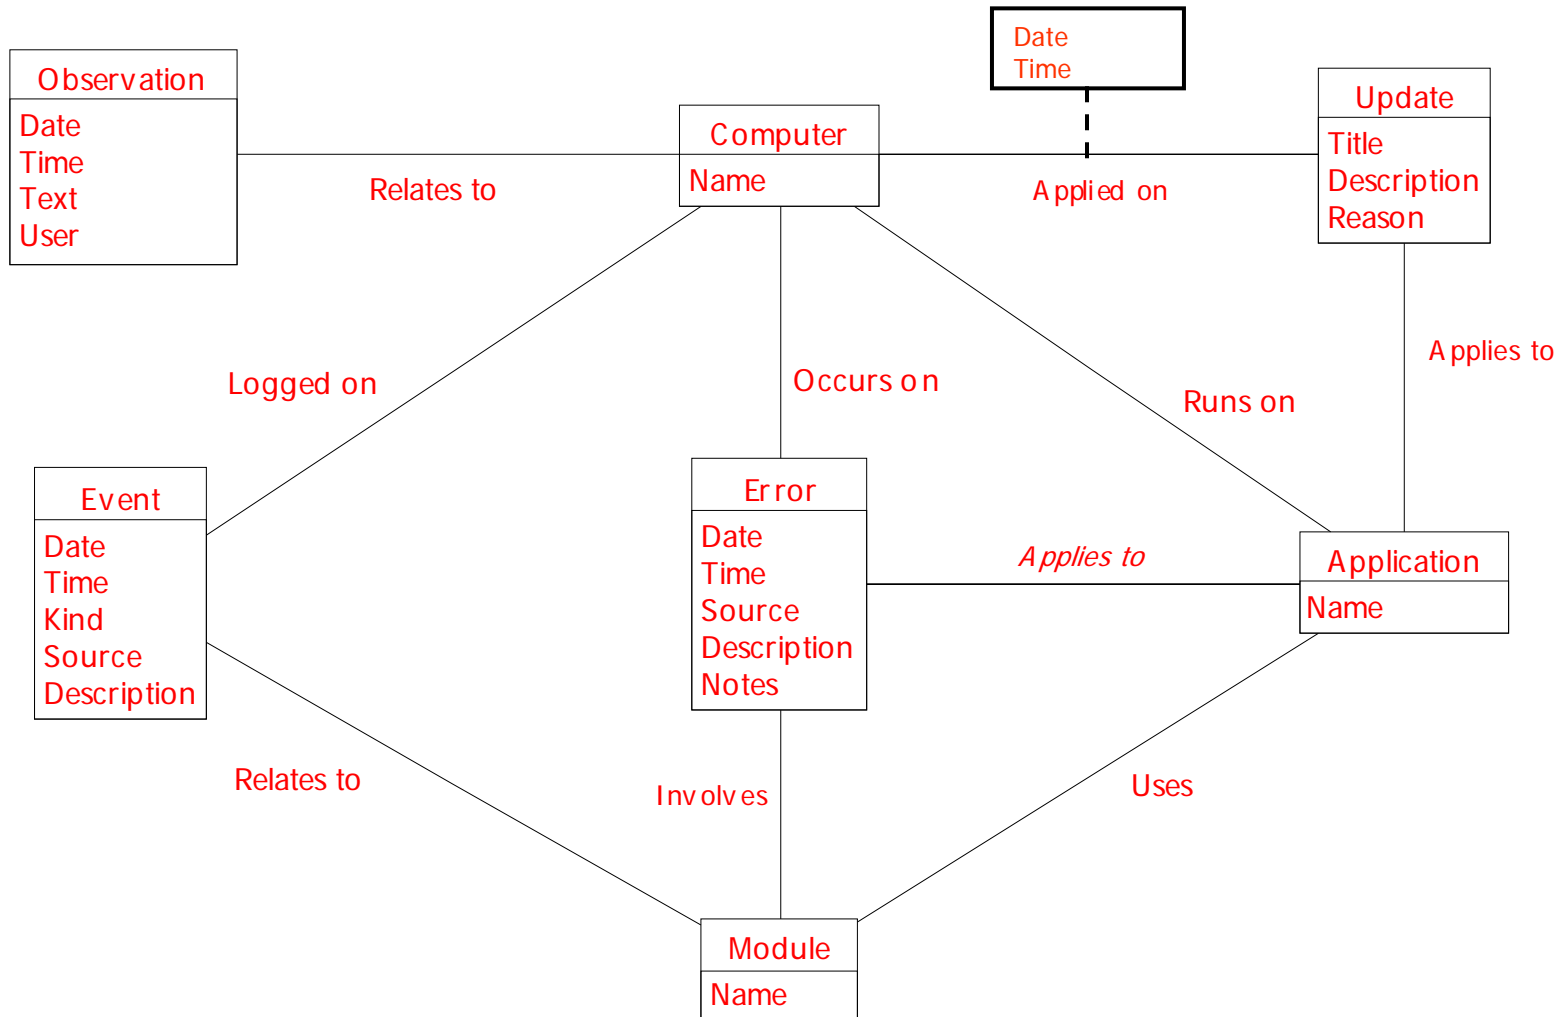 Date
Time
Observation
Date
Time
Text
User
Relates to
Computer
Name
Applied on
Update
Title
Description
Reason
Logged on
Occurs on
Runs on
Applies to
Event
Date
Time
Kind
Source
Description
Error
Date
Time
Source
Description
Notes
Applies to
Application
Name
Relates to
Involves
Uses
Module
Name